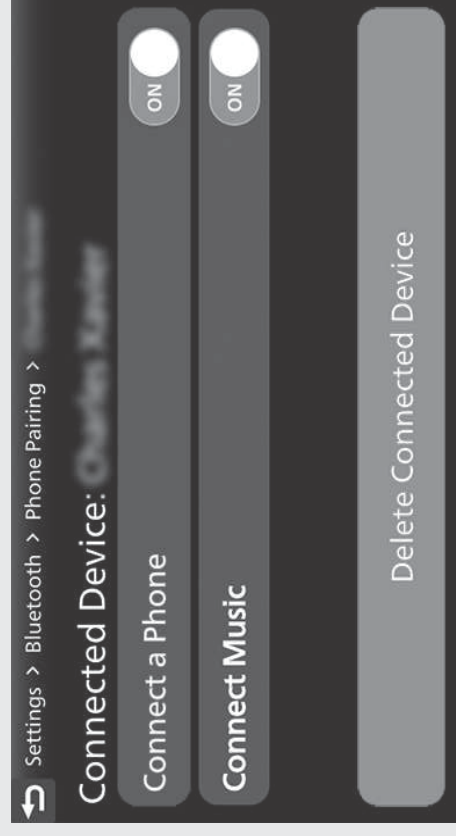 Settings > Bluetooth > Phone Pairing >
Connected Device:
Connect a Phone ON
Connect Music ON
Delete Connected Device